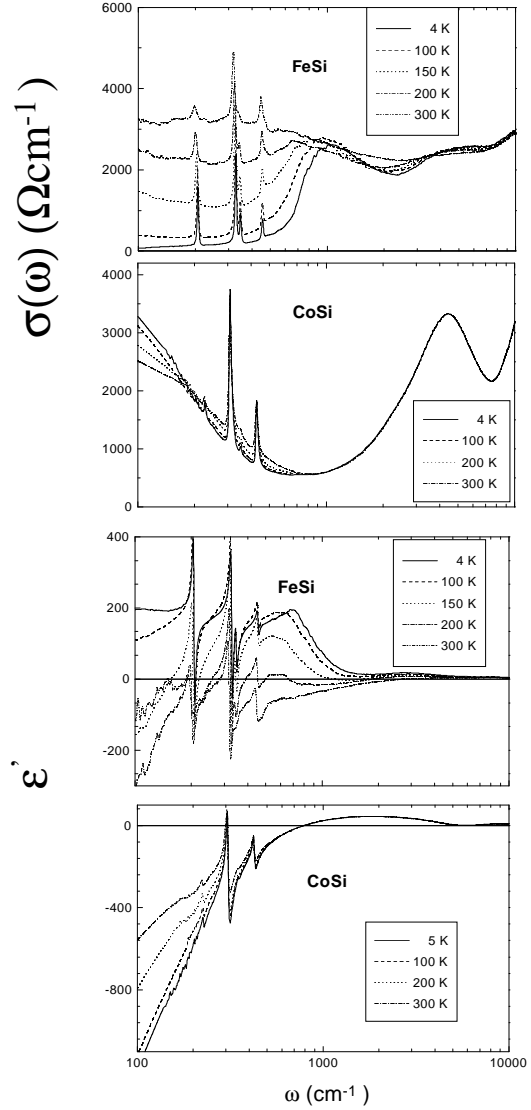 σ(ω) (Ωcm⁻¹)
6000
4000
2000
0
FeSi
4 K
100 K
150 K
200 K
300 K
4000
3000
2000
1000
0
CoSi
4 K
100 K
200 K
300 K
ε'
400
200
0
-200
FeSi
4 K
100 K
150 K
200 K
300 K
0
-400
-800
CoSi
5 K
100 K
200 K
300 K
100
1000
10000
ω (cm⁻¹)